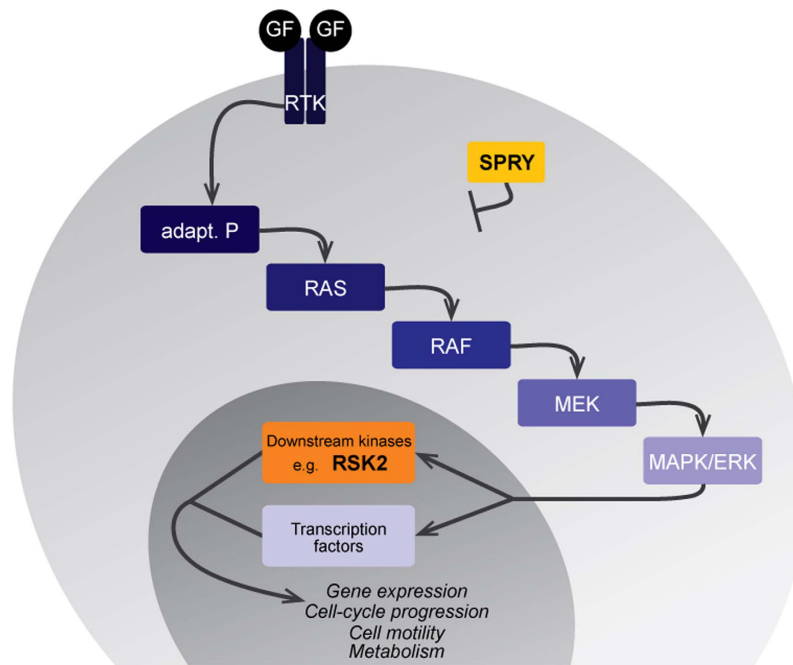 GF GF
RTK
SPRY
adapt. P
RAS
RAF
MEK
MAPK/ERK
Downstream kinases
e.g. RSK2
Transcription
factors
Gene expression
Cell-cycle progression
Cell motility
Metabolism